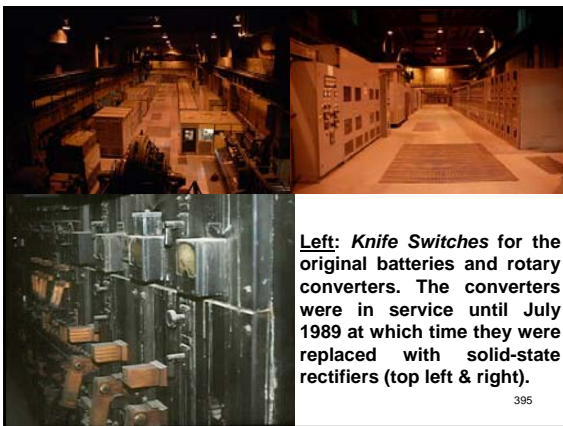 Left: Knife Switches for the
original batteries and rotary
converters. The converters
were in service until July
1989 at which time they were
replaced with solid-state
rectifiers (top left & right).
395